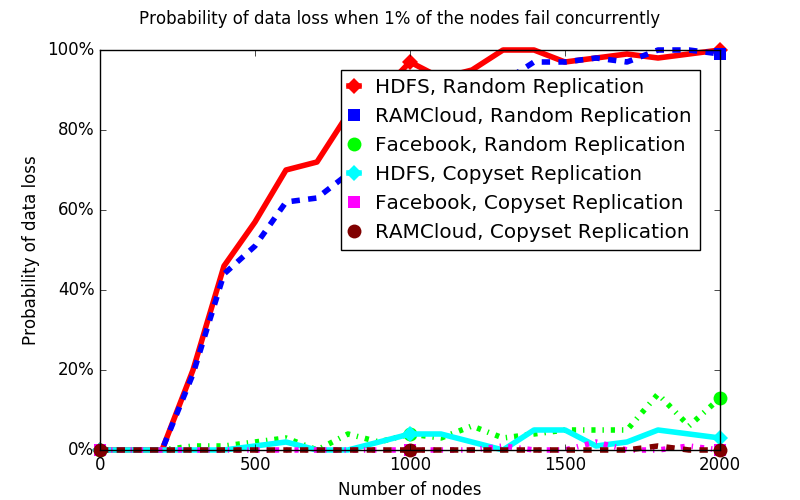 Probability of data loss when 1% of the nodes fail concurrently
100%
80%
60%
40%
20%
0%
Probability of data loss
HDFS, Random Replication
RAMCloud, Random Replication
Facebook, Random Replication
HDFS, Copyset Replication
Facebook, Copyset Replication
RAMCloud, Copyset Replication
0 500 1000 1500 2000
Number of nodes